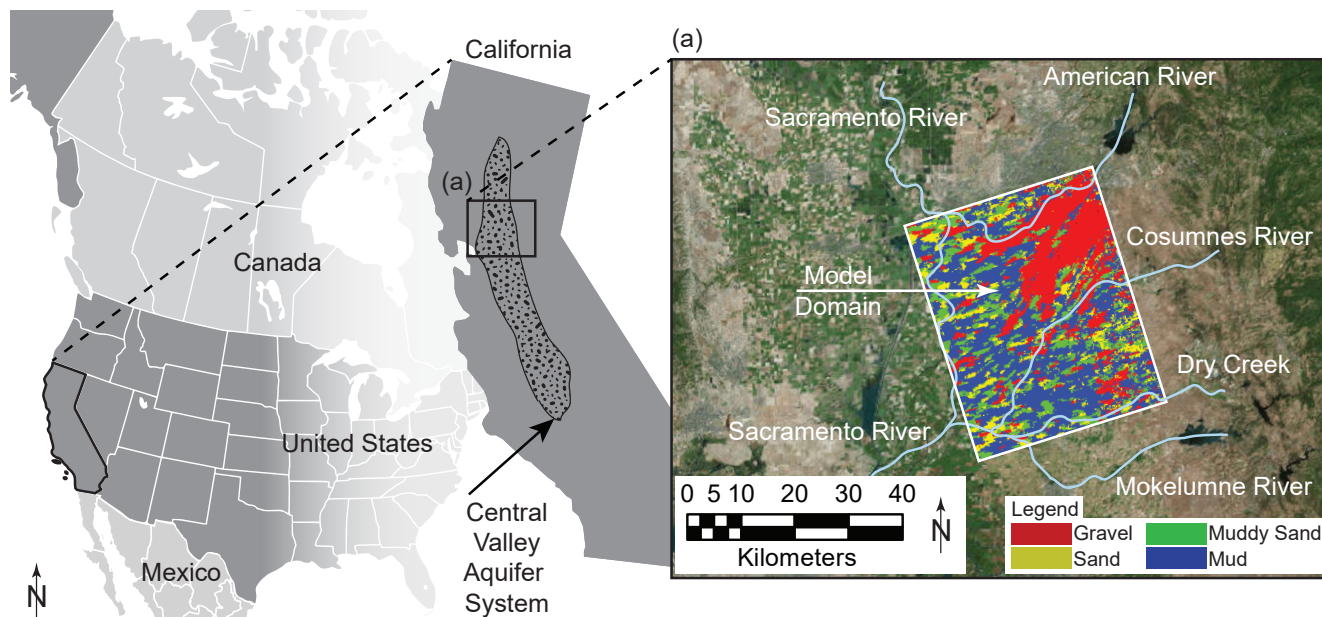 California
(a)
Canada
United States
Mexico
N
Central
Valley
Aquifer
System
(a)
American River
Sacramento River
Cosumnes River
Model
Domain
Dry Creek
Sacramento River
Mokelumne River
0 5 10 20 30 40
Kilometers
N
Legend
Gravel
Muddy Sand
Sand
Mud